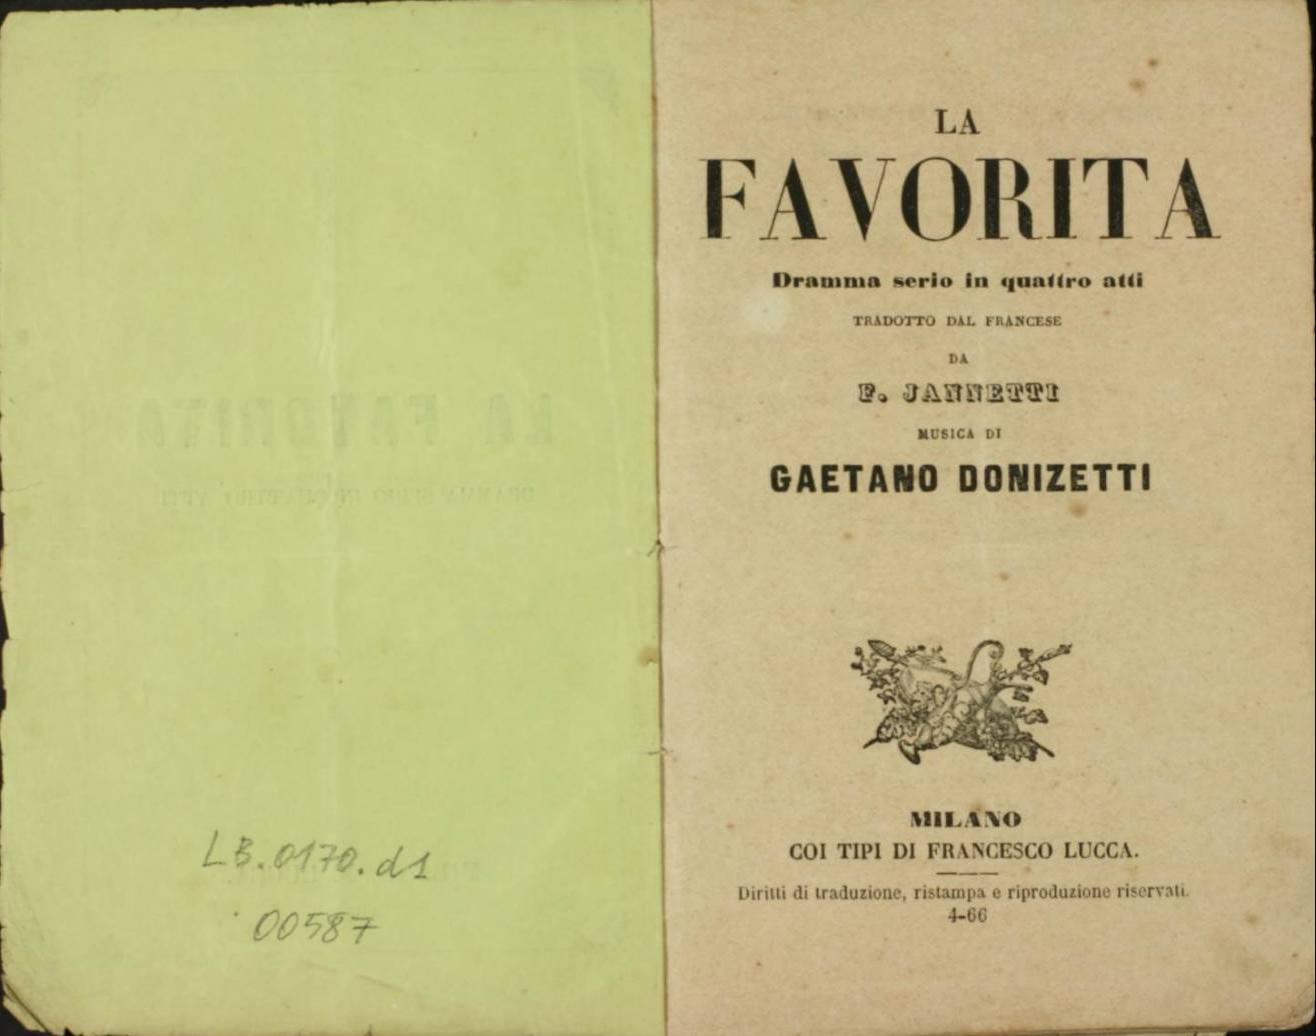 LB.0170.d1
00587
LA
FAVORITA
Dramma serio in quattro atti
TRADOTTO DAL FRANCESE
DA
F. JANNETTI
MUSICA DI
GAETANO DONIZETTI
MILANO
COI TIPI DI FRANCESCO LUCCA.
Diritti di traduzione, ristampa e riproduzione riservati.
4-66